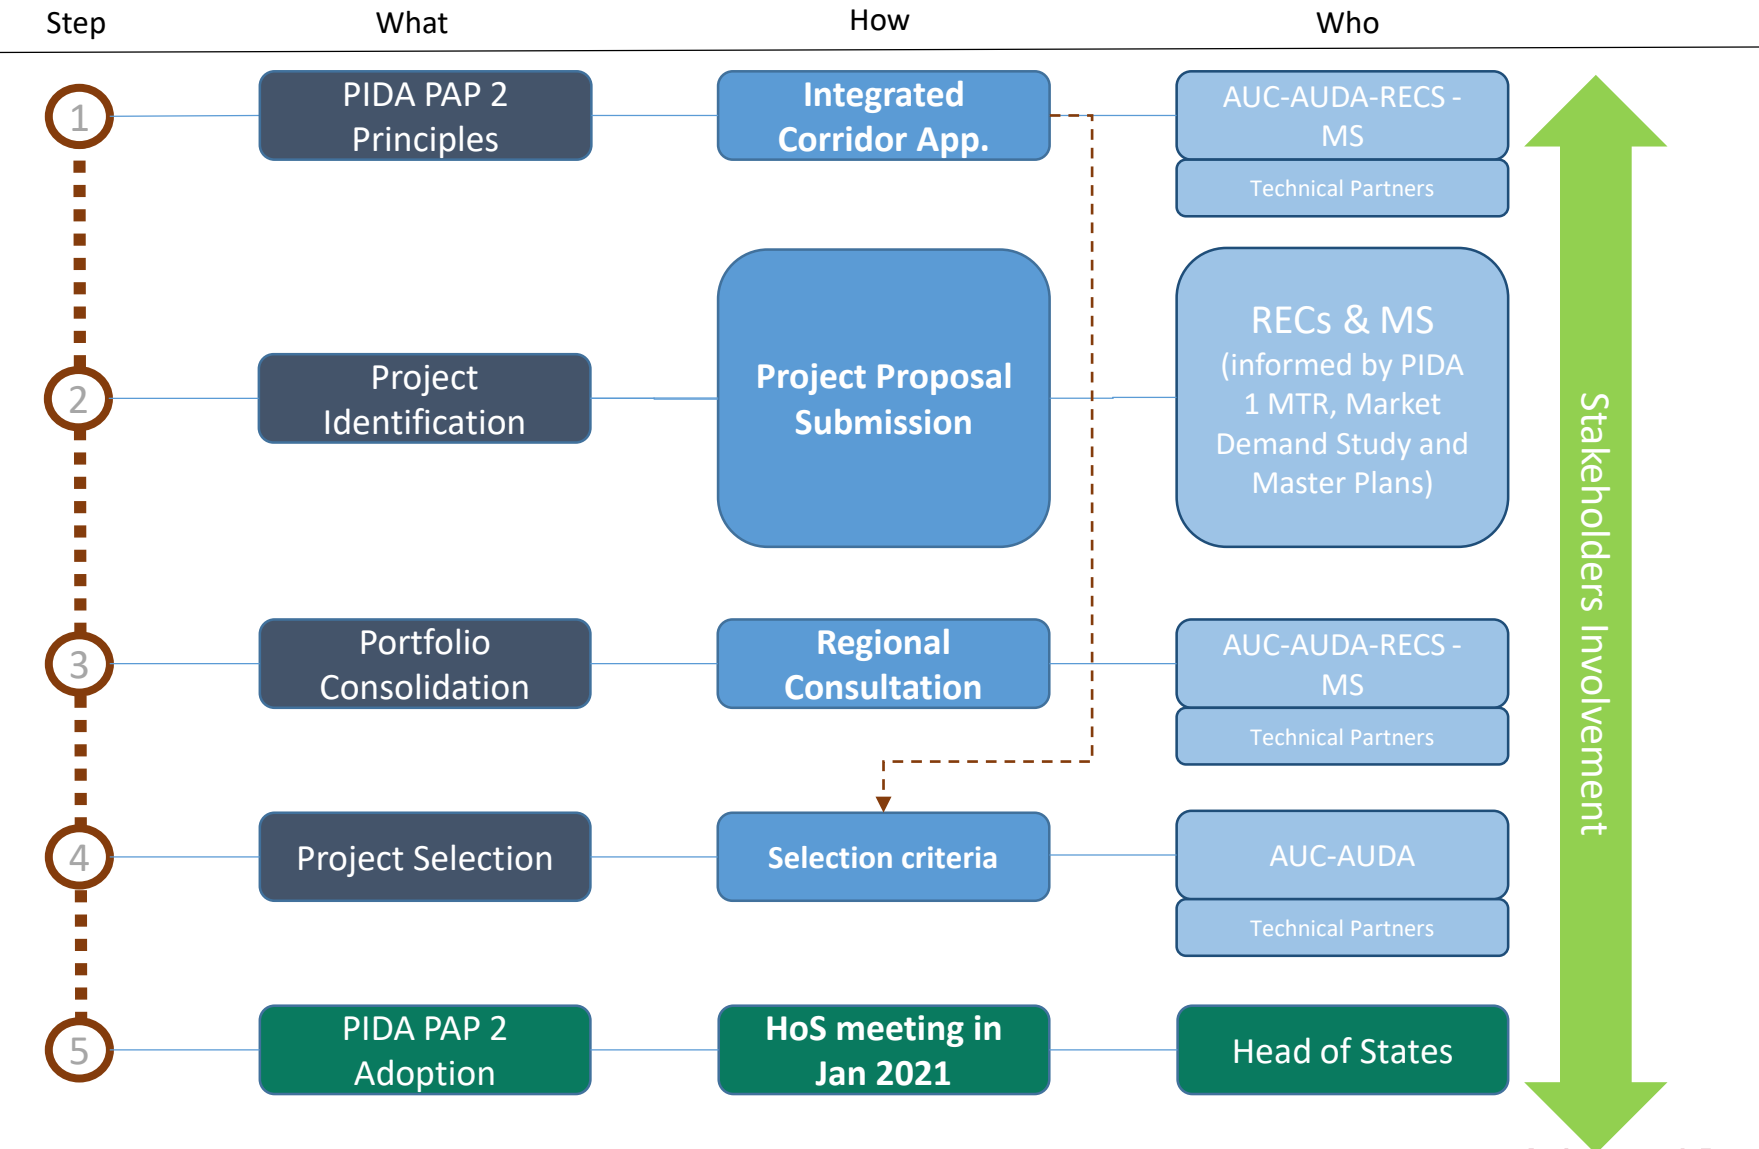 Step What How Who
1
PIDA PAP 2
Principles
Integrated
Corridor App.
AUC-AUDA-RECS -
MS
Technical Partners
2
Project
Identification
Project Proposal
Submission
RECs & MS
(informed by PIDA
1 MTR, Market
Demand Study and
Master Plans)
3
Portfolio
Consolidation
Regional
Consultation
AUC-AUDA-RECS -
MS
Technical Partners
4
Project Selection
Selection criteria
AUC-AUDA
Technical Partners
5
PIDA PAP 2
Adoption
HoS meeting in
Jan 2021
Head of States
Stakeholders Involvement